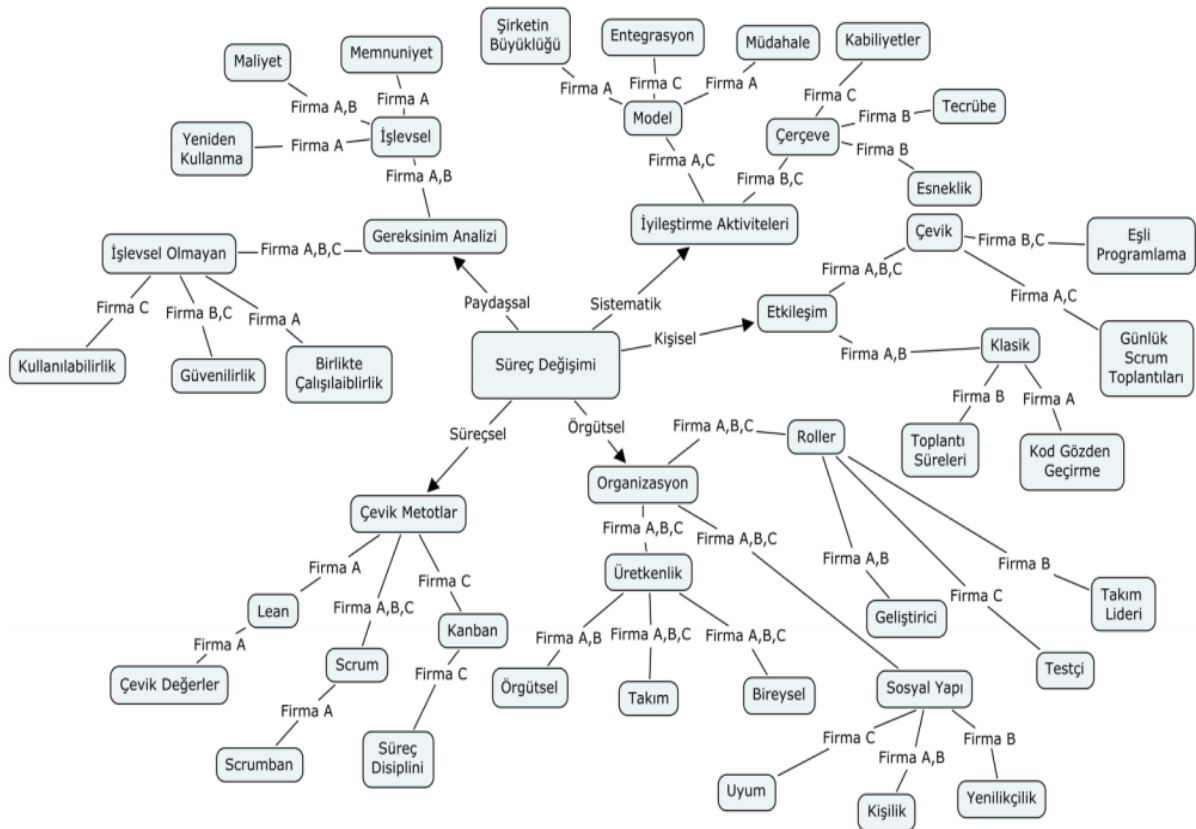 Şirketin
Büyüklüğü
Entegrasyon
Müdahale
Kabiliyetler
Maliyet
Memnuniyet
Firma A
Firma C
Firma A
Firma C
Tecrübe
Firma A,B
Firma A
Model
Firma B
Yeniden
Kullanma
Firma A
İşlevsel
Çerçeve
Firma B
Firma A,B
Firma A,C
Firma B,C
Esneklik
İşlevsel Olmayan
Firma A,B,C
Gereksinim Analizi
İyileştirme Aktiviteleri
Çevik
Firma B,C
Eşli
Programlama
Firma C
Firma B,C
Firma A
Paydaşsal
Sistematik
Kişisel
Etkileşim
Firma A,B,C
Firma A,C
Kullanılabilirlik
Güvenilirlik
Birlikte
Çalışılaiblirlik
Süreç Değişimi
Firma A,B
Klasik
Günlük
Scrum
Toplantıları
Firma B
Firma A
Süreçsel
Örgütsel
Firma A,B,C
Roller
Toplantı
Süreleri
Kod Gözden
Geçirme
Çevik Metotlar
Organizasyon
Firma A,B,C
Firma A,B,C
Firma A
Firma C
Üretkenlik
Firma A,B
Firma C
Firma B
Lean
Firma A,B,C
Kanban
Geliştirici
Takım
Lideri
Firma A
Firma A,B
Firma A,B,C
Firma A,B,C
Çevik Değerler
Scrum
Firma C
Örgütsel
Takım
Bireysel
Sosyal Yapı
Testçi
Firma A
Scrumban
Süreç
Disiplini
Firma C
Firma A,B
Firma B
Uyum
Kişilik
Yenilikçilik